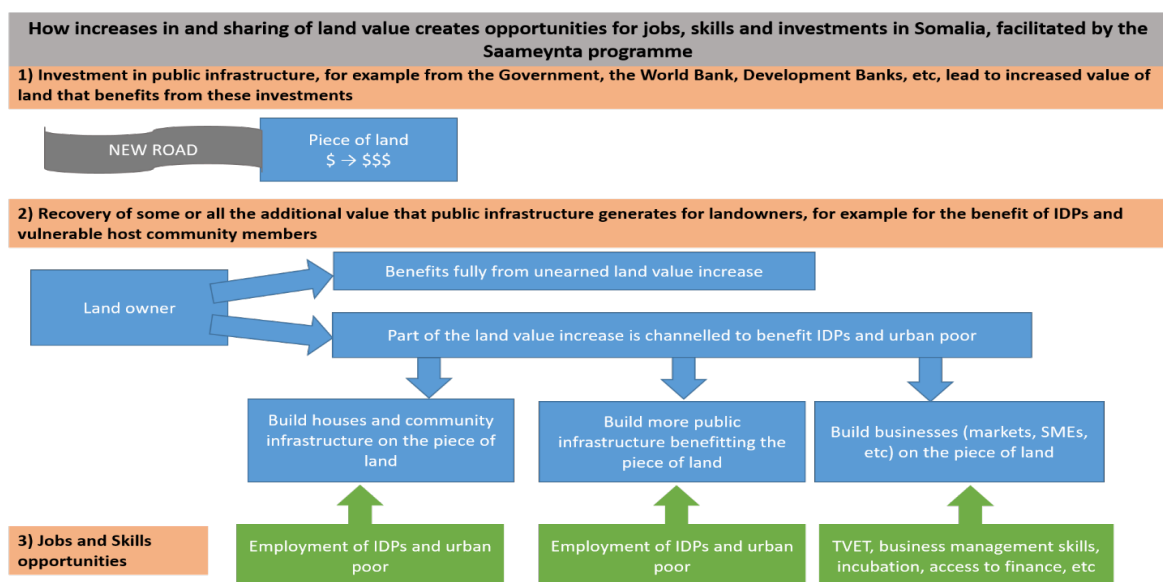 How increases in and sharing of land value creates opportunities for jobs, skills and investments in Somalia, facilitated by the
Saameynta programme
1) Investment in public infrastructure, for example from the Government, the World Bank, Development Banks, etc, lead to increased value of
land that benefits from these investments
NEW ROAD
Piece of land
$ → $$$
2) Recovery of some or all the additional value that public infrastructure generates for landowners, for example for the benefit of IDPs and
vulnerable host community members
Land owner
Benefits fully from unearned land value increase
Part of the land value increase is channelled to benefit IDPs and urban poor
Build houses and community
infrastructure on the piece of
land
Build more public
infrastructure benefitting the
piece of land
Build businesses (markets, SMEs,
etc) on the piece of land
3) Jobs and Skills
opportunities
Employment of IDPs and urban
poor
Employment of IDPs and urban
poor
TVET, business management skills,
incubation, access to finance, etc